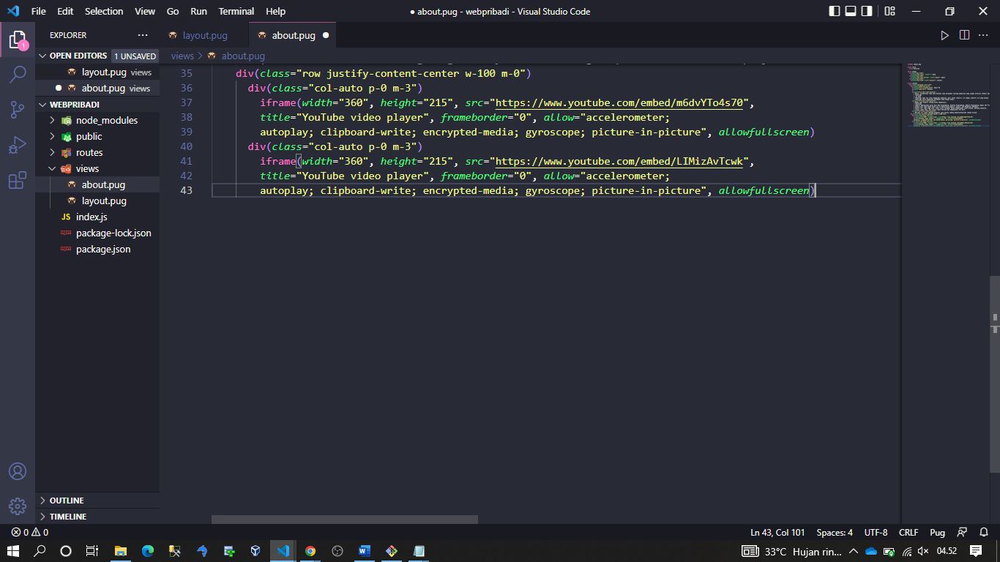 File Edit Selection View Go Run Terminal Help
● about.pug - webpribadi - Visual Studio Code
EXPLORER ···
layout.pug
about.pug ●
OPEN EDITORS 1 UNSAVED
layout.pug views
● about.pug views
WEBPRIBADI
node_modules
public
routes
views
about.pug
layout.pug
JS index.js
package-lock.json
package.json
OUTLINE
TIMELINE
views > about.pug
35 div(class="row justify-content-center w-100 m-0")
36 div(class="col-auto p-0 m-3")
37 iframe(width="360", height="215", src="https://www.youtube.com/embed/m6dvYTo4s70",
38 title="YouTube video player", frameborder="0", allow="accelerometer;
39 autoplay; clipboard-write; encrypted-media; gyroscope; picture-in-picture", allowfullscreen)
40 div(class="col-auto p-0 m-3")
41 iframe(width="360", height="215", src="https://www.youtube.com/embed/LIMizAvTcwk",
42 title="YouTube video player", frameborder="0", allow="accelerometer;
43 autoplay; clipboard-write; encrypted-media; gyroscope; picture-in-picture", allowfullscreen)
1
0 0
Ln 43, Col 101 Spaces: 4 UTF-8 CRLF Pug
33°C Hujan rin... 04.52